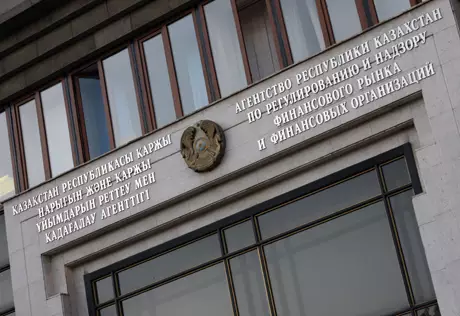 ҚАЗАҚСТАН РЕСПУБЛИКАСЫ ҚАРЖЫ
НАРЫҒЫН ЖӘНЕ ҚАРЖЫ
ҰЙЫМДАРЫН РЕТТЕУ МЕН
ҚАДАҒАЛАУ АГЕНТТІГІ
АГЕНТСТВО РЕСПУБЛИКИ КАЗАХСТАН
ПО РЕГУЛИРОВАНИЮ И НАДЗОРУ
ФИНАНСОВОГО РЫНКА
И ФИНАНСОВЫХ ОРГАНИЗАЦИЙ